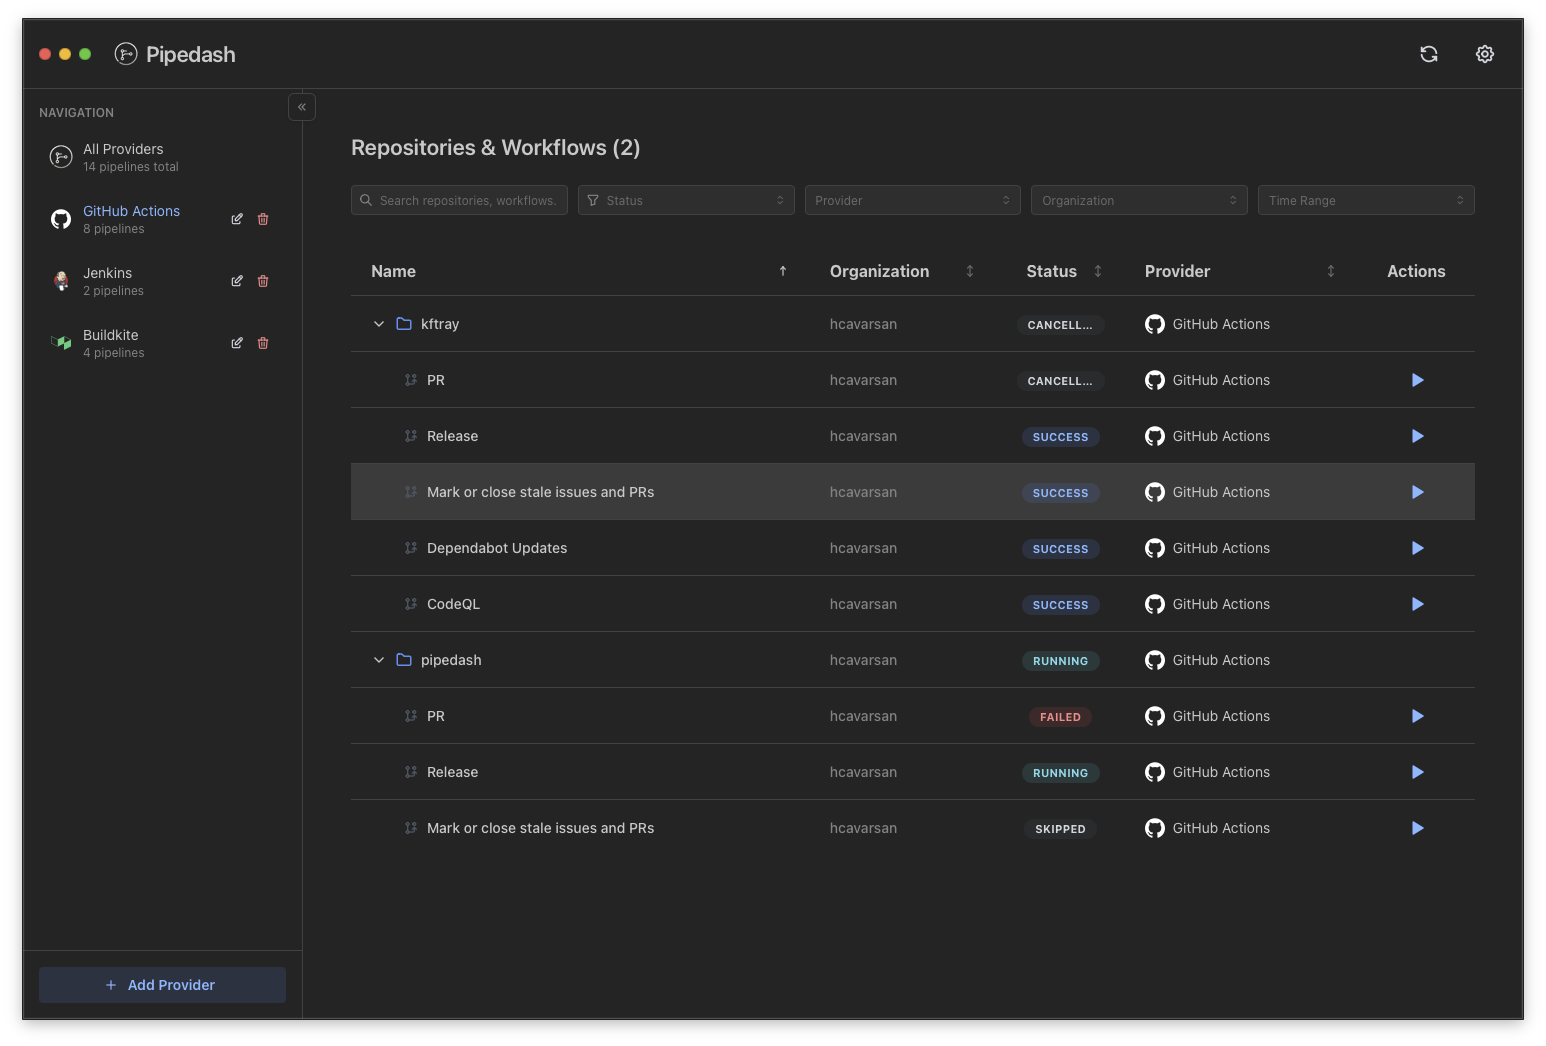 Pipedash
NAVIGATION
All Providers
14 pipelines total
GitHub Actions
8 pipelines
Jenkins
2 pipelines
Buildkite
4 pipelines
+ Add Provider
Repositories & Workflows (2)
Search repositories, workflows. Status Provider Organization Time Range
Name Organization Status Provider Actions
kftray hcavarsan CANCELL... GitHub Actions
PR hcavarsan CANCELL... GitHub Actions
Release hcavarsan SUCCESS GitHub Actions
Mark or close stale issues and PRs hcavarsan SUCCESS GitHub Actions
Dependabot Updates hcavarsan SUCCESS GitHub Actions
CodeQL hcavarsan SUCCESS GitHub Actions
pipedash hcavarsan RUNNING GitHub Actions
PR hcavarsan FAILED GitHub Actions
Release hcavarsan RUNNING GitHub Actions
Mark or close stale issues and PRs hcavarsan SKIPPED GitHub Actions